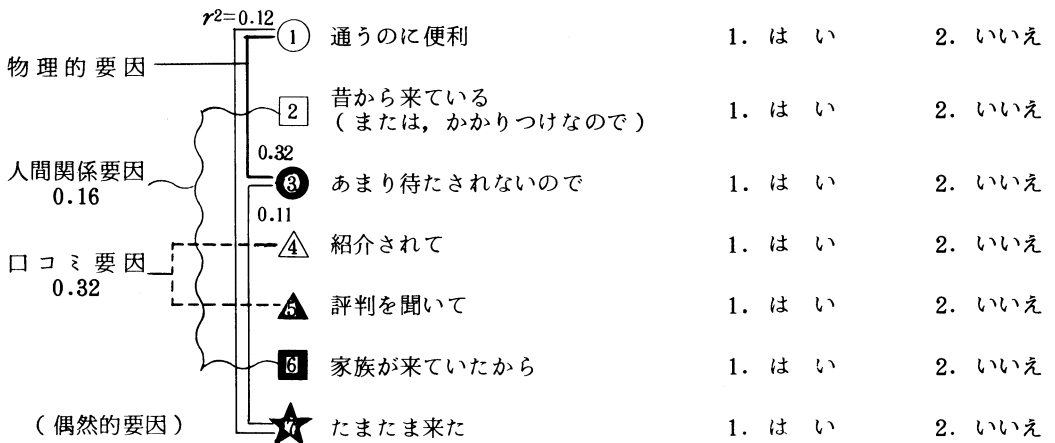 r²=0.12
① 通うのに便利 1. はい 2. いいえ
物理的要因
2 昔から来ている
(または,かかりつけなので) 1. はい 2. いいえ
0.32
人間関係要因
0.16
❸ あまり待たされないので 1. はい 2. いいえ
0.11
4 紹介されて 1. はい 2. いいえ
口コミ要因
0.32
5 評判を聞いて 1. はい 2. いいえ
6 家族が来ていたから 1. はい 2. いいえ
(偶然的要因) たまたま来た 1. はい 2. いいえ